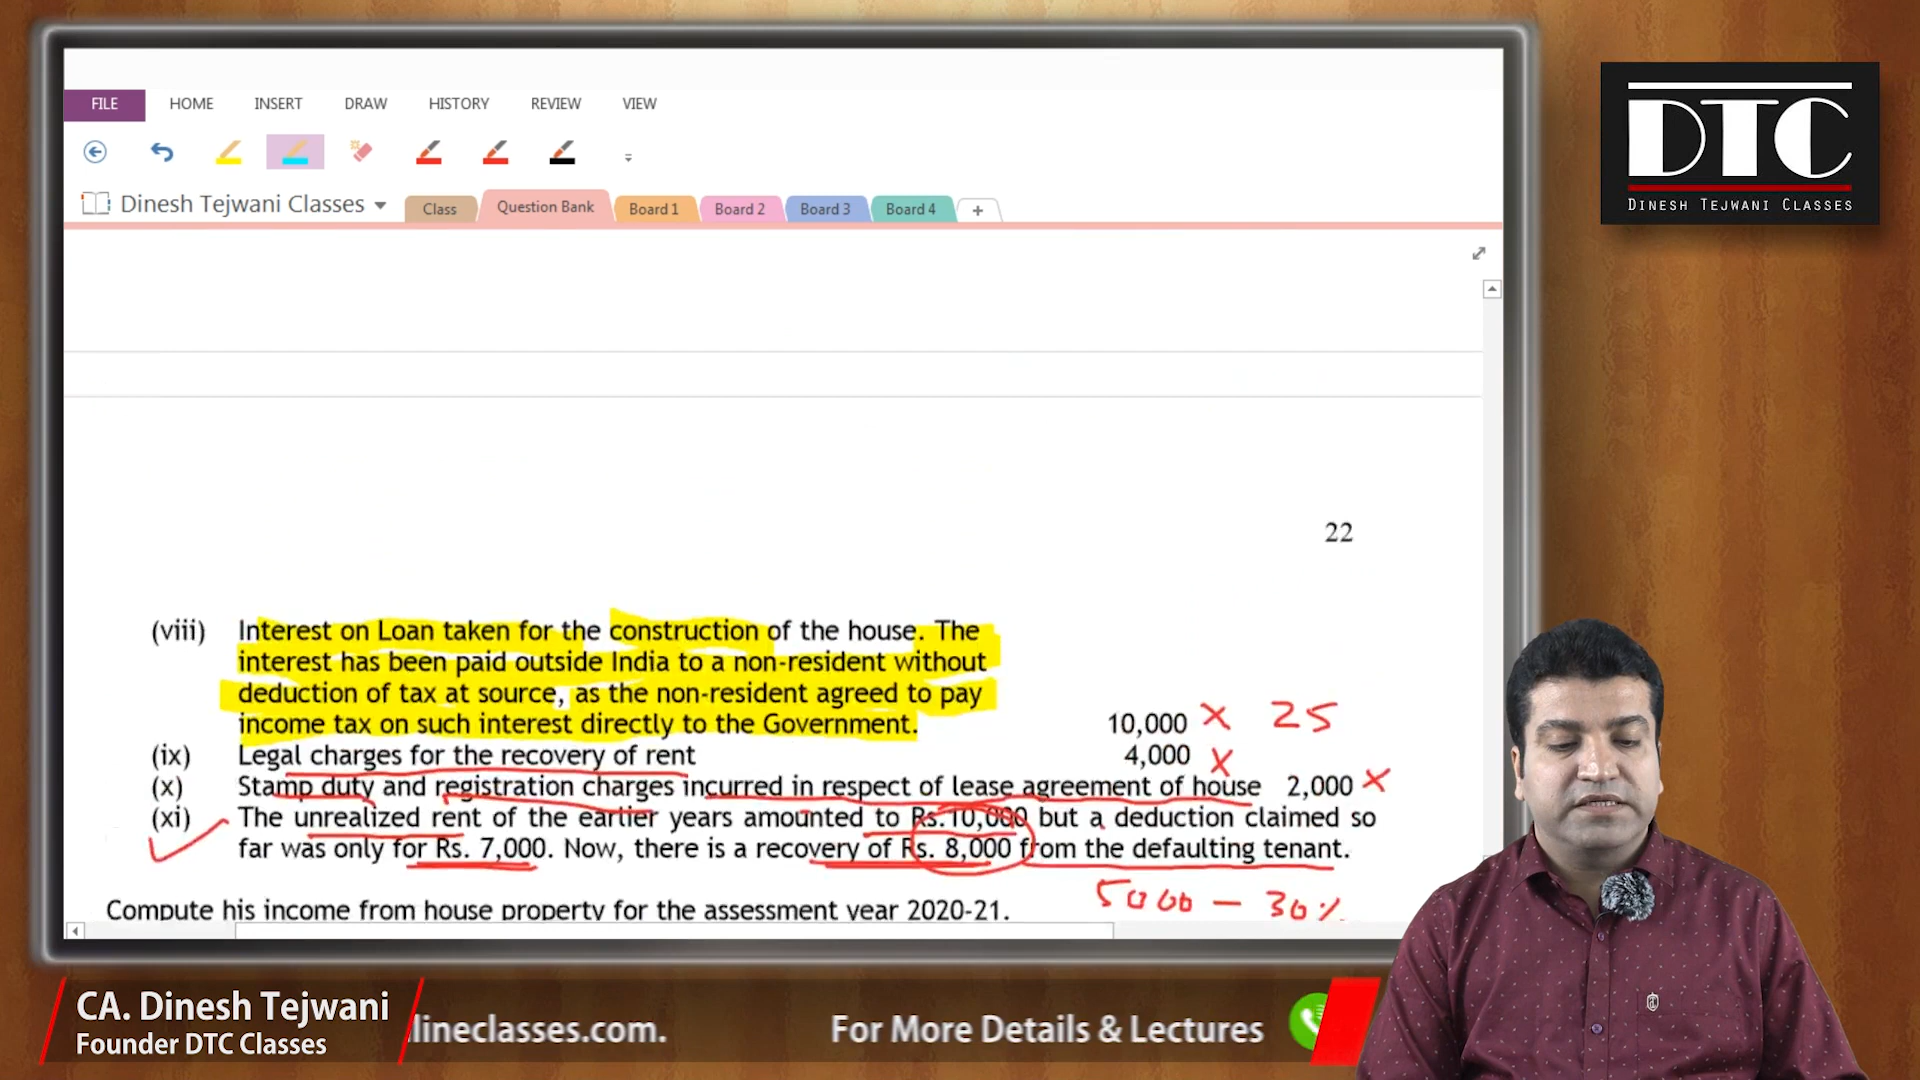 FILE HOME INSERT DRAW HISTORY REVIEW VIEW
DTC
DINESH TEJWANI CLASSES
Dinesh Tejwani Classes Class Question Bank Board 1 Board 2 Board 3 Board 4 +
22
(viii) Interest on Loan taken for the construction of the house. The
interest has been paid outside India to a non-resident without
deduction of tax at source, as the non-resident agreed to pay
income tax on such interest directly to the Government. 10,000 × 25
(ix) Legal charges for the recovery of rent 4,000 ×
(x) Stamp duty and registration charges incurred in respect of lease agreement of house 2,000 ×
(xi) The unrealized rent of the earlier years amounted to Rs.10,000 but a deduction claimed so
far was only for Rs. 7,000. Now, there is a recovery of Rs. 8,000 from the defaulting tenant.
5000 – 30%
Compute his income from house property for the assessment year 2020-21.
CA. Dinesh Tejwani
Founder DTC Classes
lineclasses.com. For More Details & Lectures